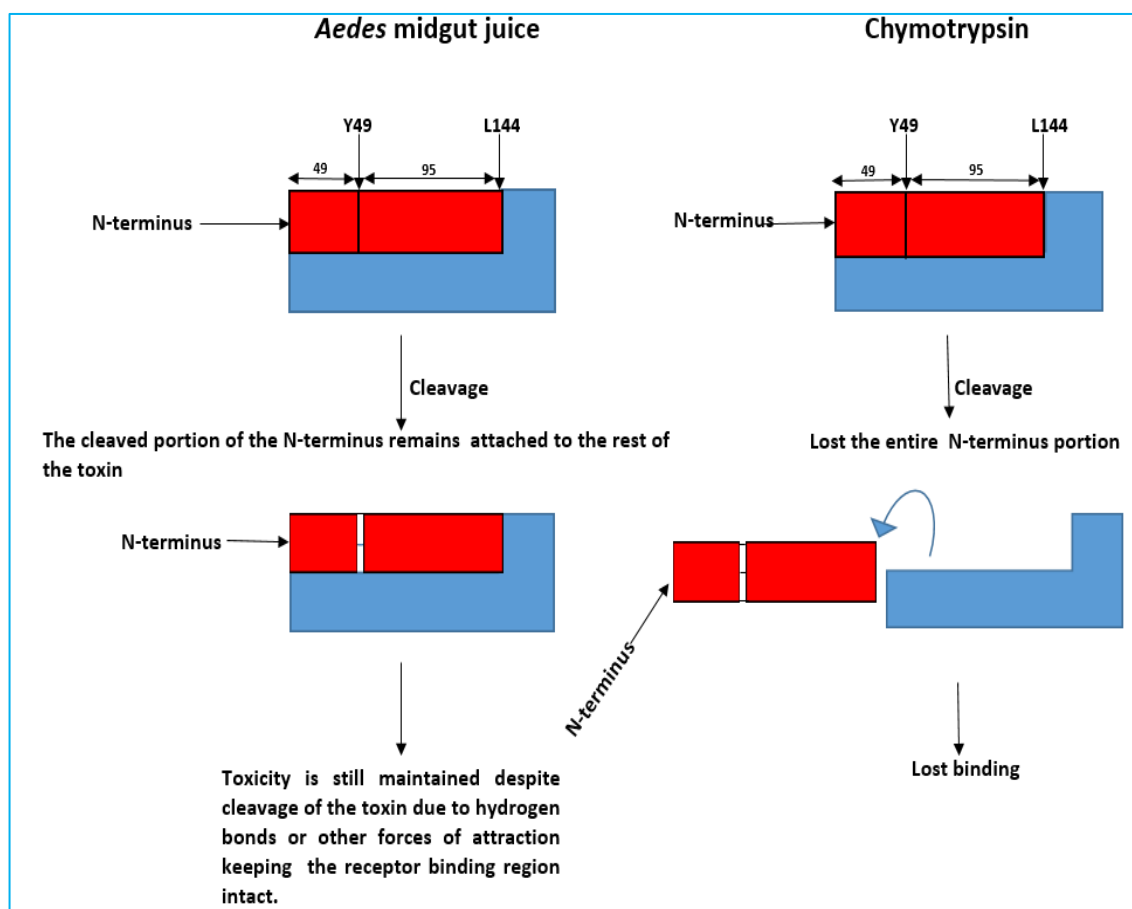 Aedes midgut juice
Y49
L144
49
95
N-terminus
Cleavage
The cleaved portion of the N-terminus remains attached to the rest of
the toxin
N-terminus
Toxicity is still maintained despite
cleavage of the toxin due to hydrogen
bonds or other forces of attraction
keeping the receptor binding region
intact.
Chymotrypsin
Y49
L144
49
95
N-terminus
Cleavage
Lost the entire N-terminus portion
N-terminus
Lost binding